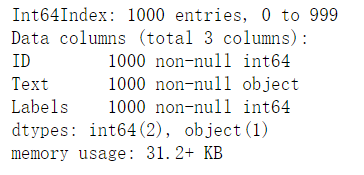 Int64Index: 1000 entries, 0 to 999
Data columns (total 3 columns):
ID        1000 non-null int64
Text      1000 non-null object
Labels    1000 non-null int64
dtypes: int64(2), object(1)
memory usage: 31.2+ KB